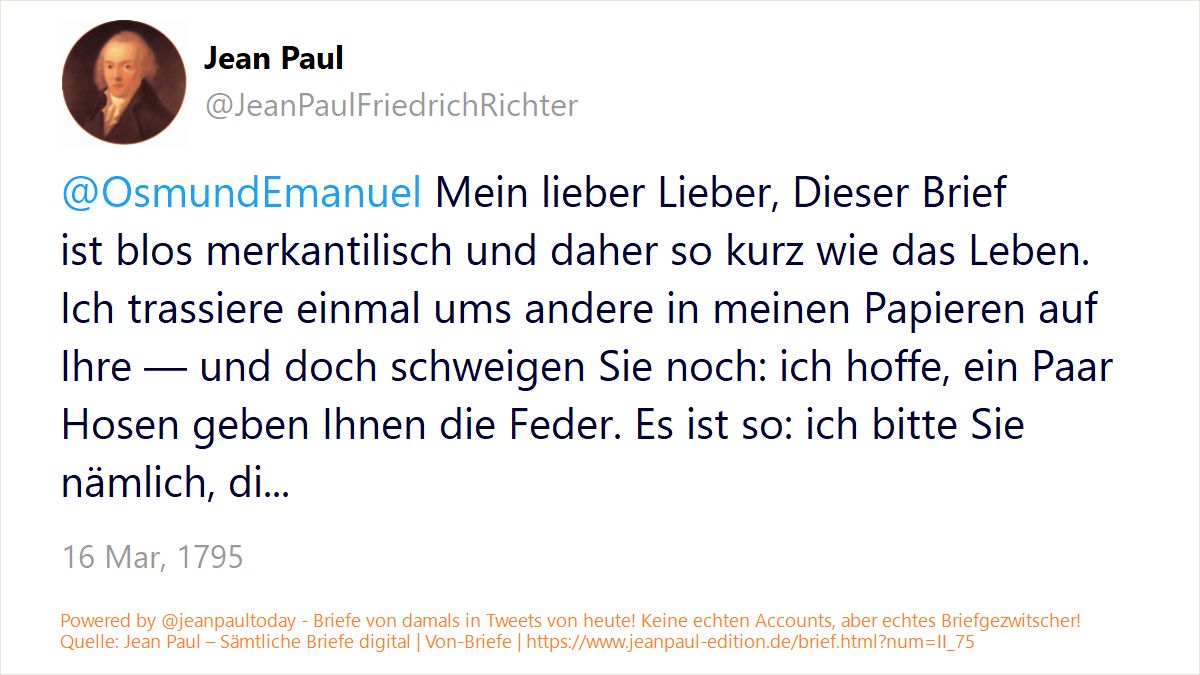 Jean Paul
@JeanPaulFriedrichRichter
@OsmundEmanuel Mein lieber Lieber, Dieser Brief
ist blos merkantilisch und daher so kurz wie das Leben.
Ich trassiere einmal ums andere in meinen Papieren auf
Ihre — und doch schweigen Sie noch: ich hoffe, ein Paar
Hosen geben Ihnen die Feder. Es ist so: ich bitte Sie
nämlich, di...
16 Mar, 1795
Powered by @jeanpaultoday - Briefe von damals in Tweets von heute! Keine echten Accounts, aber echtes Briefgezwitscher!
Quelle: Jean Paul – Sämtliche Briefe digital | Von-Briefe | https://www.jeanpaul-edition.de/brief.html?num=II_75